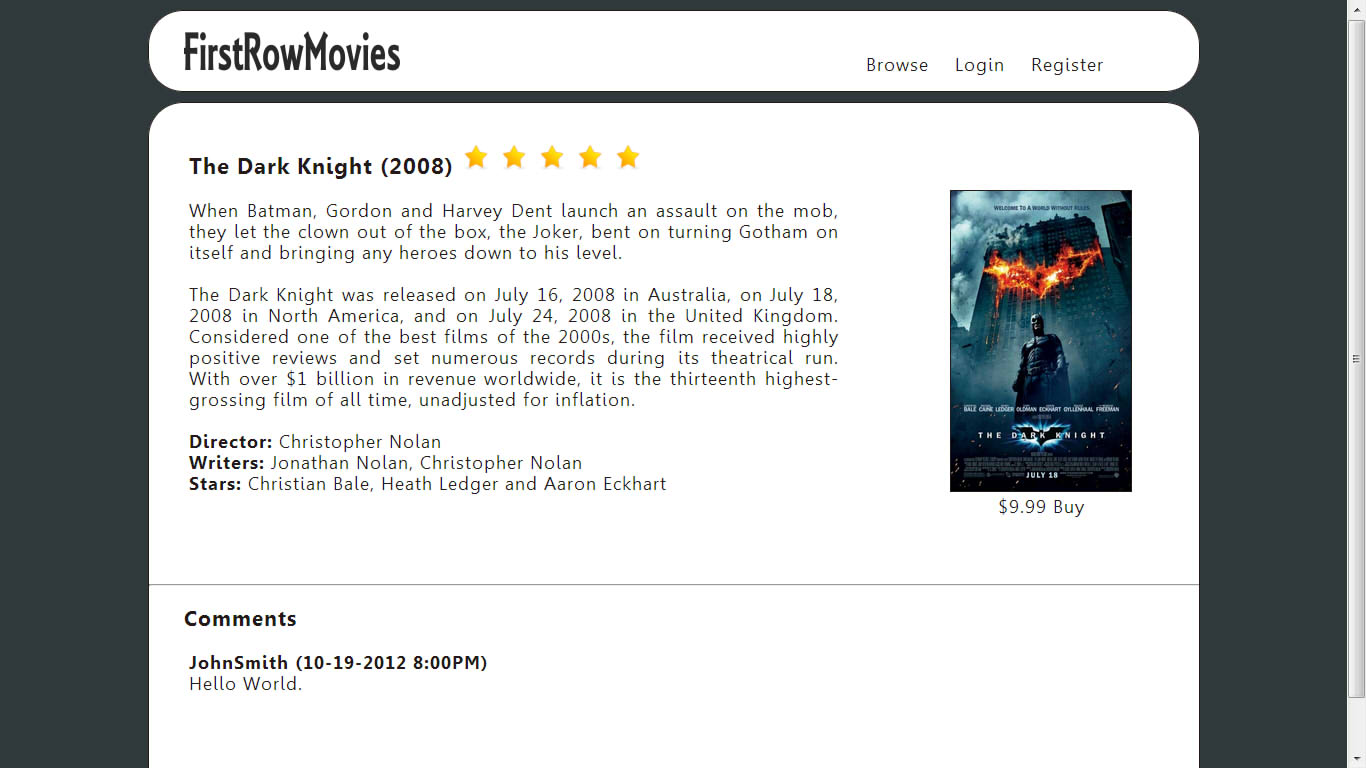 FirstRowMovies
Browse Login Register
The Dark Knight (2008)
When Batman, Gordon and Harvey Dent launch an assault on the mob,
they let the clown out of the box, the Joker, bent on turning Gotham on
itself and bringing any heroes down to his level.
The Dark Knight was released on July 16, 2008 in Australia, on July 18,
2008 in North America, and on July 24, 2008 in the United Kingdom.
Considered one of the best films of the 2000s, the film received highly
positive reviews and set numerous records during its theatrical run.
With over $1 billion in revenue worldwide, it is the thirteenth highest-
grossing film of all time, unadjusted for inflation.
Director: Christopher Nolan
Writers: Jonathan Nolan, Christopher Nolan
Stars: Christian Bale, Heath Ledger and Aaron Eckhart
WELCOME TO A WORLD WITHOUT RULES.
BALE CAINE LEDGER OLDMAN ECKHART GYLLENHAAL FREEMAN
THE DARK KNIGHT
JULY 18
$9.99 Buy
Comments
JohnSmith (10-19-2012 8:00PM)
Hello World.